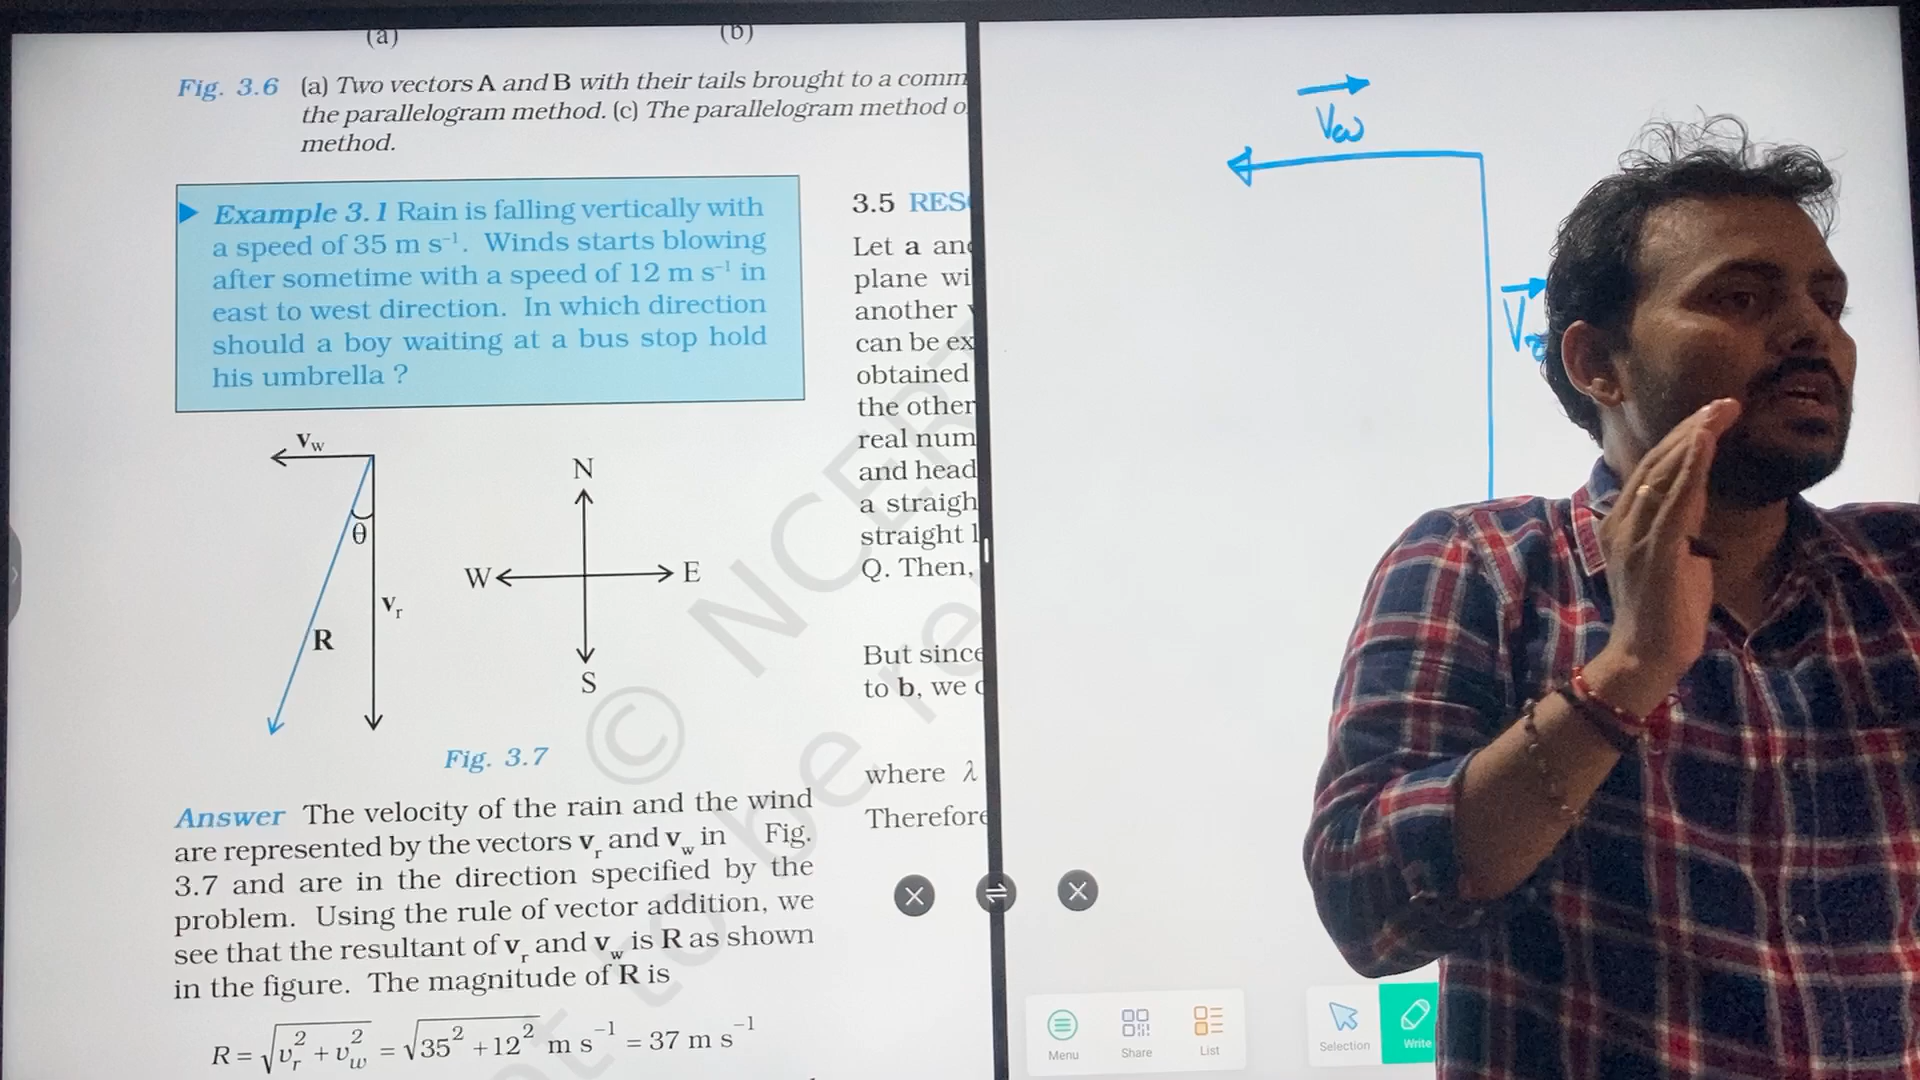 (a)
(b)
Fig. 3.6 (a) Two vectors A and B with their tails brought to a comm
the parallelogram method. (c) The parallelogram method o
method.
Example 3.1 Rain is falling vertically with
a speed of 35 m s⁻¹. Winds starts blowing
after sometime with a speed of 12 m s⁻¹ in
east to west direction. In which direction
should a boy waiting at a bus stop hold
his umbrella ?
v_w
θ
v_r
R
N
W
E
S
Fig. 3.7
Answer The velocity of the rain and the wind
are represented by the vectors v_r and v_w in Fig.
3.7 and are in the direction specified by the
problem. Using the rule of vector addition, we
see that the resultant of v_r and v_w is R as shown
in the figure. The magnitude of R is
R = √(v_r² + v_w²) = √(35² + 12²) m s⁻¹ = 37 m s⁻¹
3.5 RES
Let a an
plane wi
another
can be ex
obtained
the other
real num
and head
a straigh
straight l
Q. Then,
But since
to b, we
where λ
Therefore
© NCERT
be re
V_w
Menu
Share
List
Selection
Write